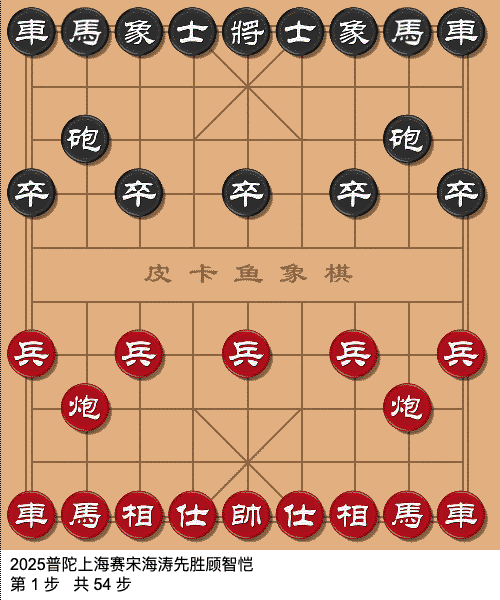 車馬象士將士象馬車
砲砲
卒卒卒卒卒
皮卡鱼象棋
兵兵兵兵兵
炮炮
車馬相仕帥仕相馬車
2025普陀上海赛宋海涛先胜顾智恺
第 1 步 共 54 步